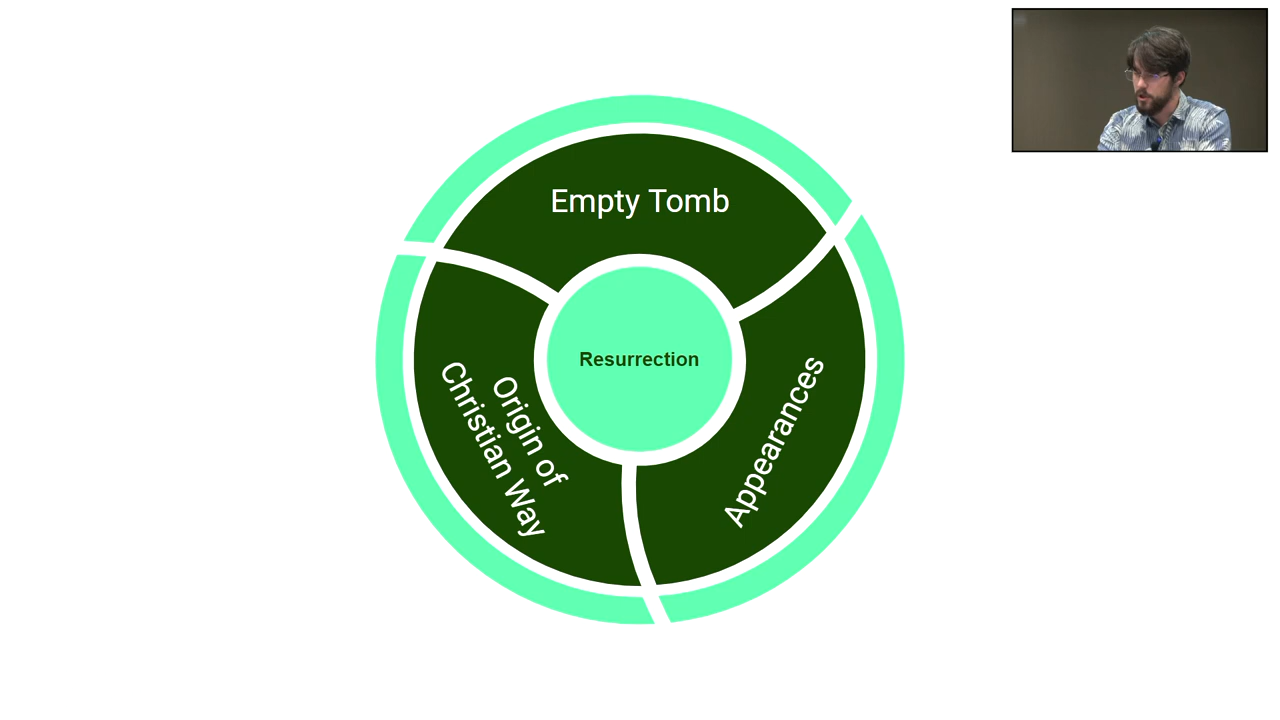 Empty Tomb
Resurrection
Appearances
Origin of
Christian Way